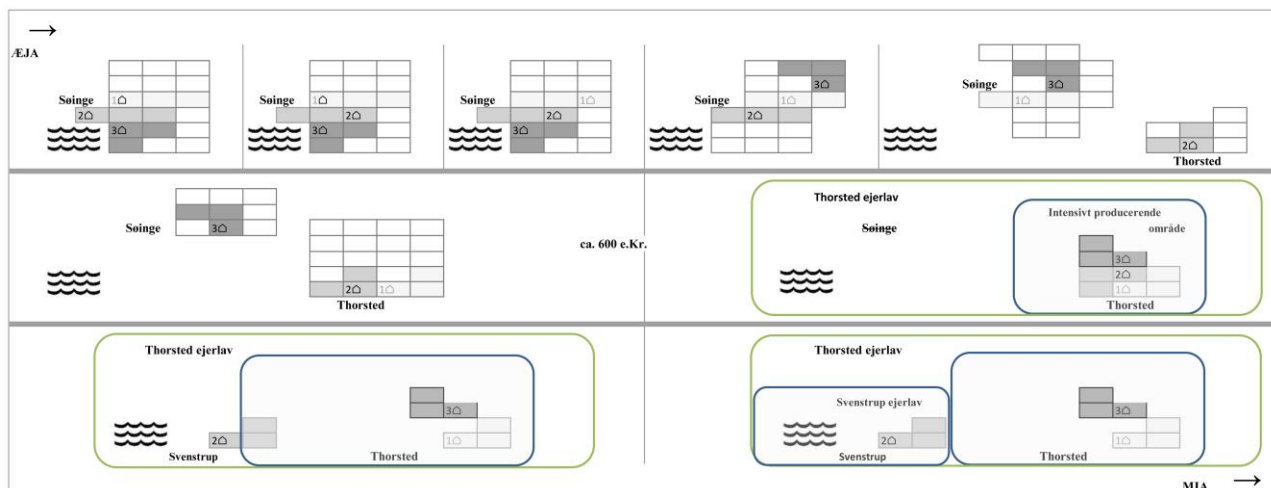 →
ÆJA
Søinge
1
2
3
Søinge
1
2
3
Søinge
1
2
3
Søinge
3
1
2
Søinge
3
1
2
Thorsted
Søinge
3
2 1
Thorsted
ca. 600 e.Kr.
Thorsted ejerlav
Søinge
Intensivt producerende
område
3
2
1
Thorsted
Thorsted ejerlav
3
2
1
Svenstrup
Thorsted
Thorsted ejerlav
Svenstrup ejerlav
3
2
1
Svenstrup
Thorsted
MIA →